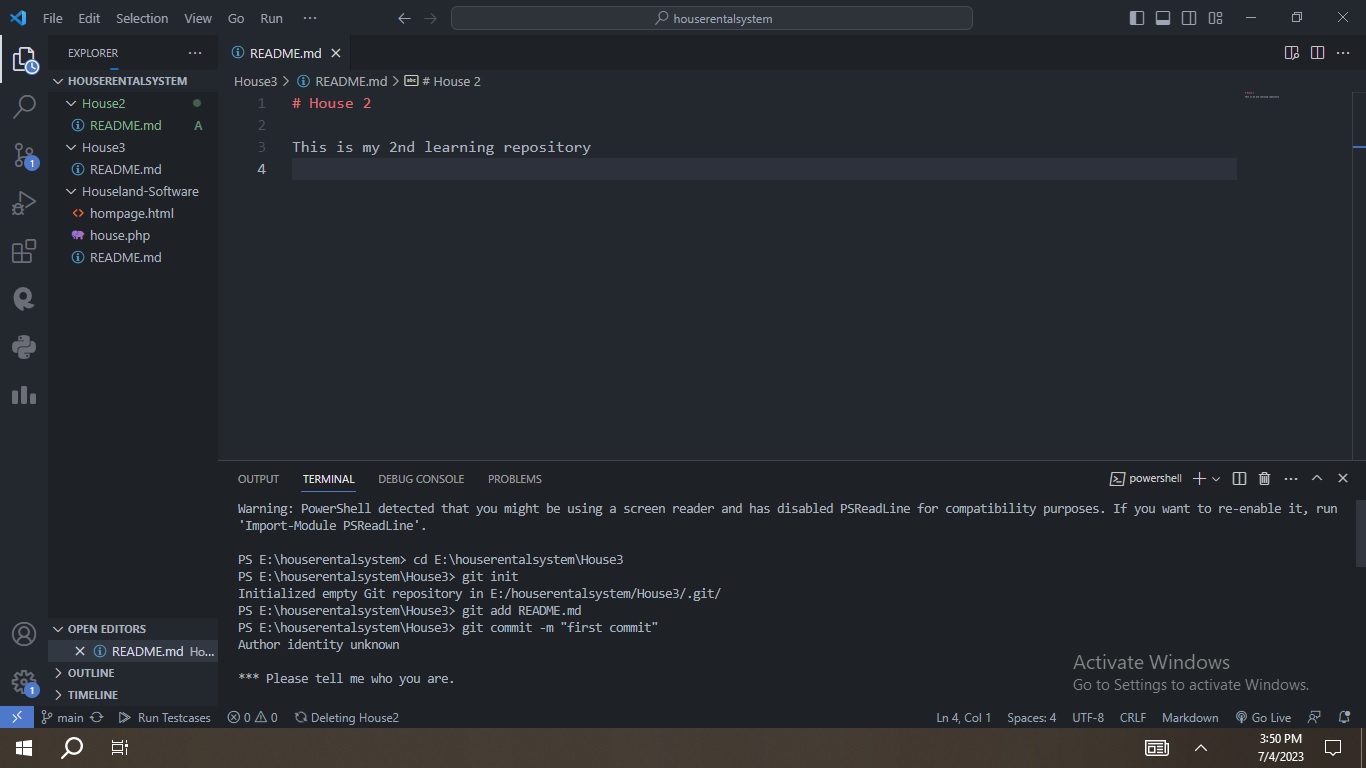 File Edit Selection View Go Run ··· houserentalsystem
EXPLORER ···
HOUSERENTALSYSTEM
House2
README.md A
House3
README.md
Houseland-Software
hompage.html
house.php
README.md
OPEN EDITORS
README.md Ho...
OUTLINE
TIMELINE
1
1
README.md
House3 > README.md > # House 2
1 # House 2
2
3 This is my 2nd learning repository
4
OUTPUT TERMINAL DEBUG CONSOLE PROBLEMS powershell
Warning: PowerShell detected that you might be using a screen reader and has disabled PSReadLine for compatibility purposes. If you want to re-enable it, run
'Import-Module PSReadLine'.
PS E:\houserentalsystem> cd E:\houserentalsystem\House3
PS E:\houserentalsystem\House3> git init
Initialized empty Git repository in E:/houserentalsystem/House3/.git/
PS E:\houserentalsystem\House3> git add README.md
PS E:\houserentalsystem\House3> git commit -m "first commit"
Author identity unknown
*** Please tell me who you are.
Activate Windows
Go to Settings to activate Windows.
main Run Testcases 0 0 Deleting House2 Ln 4, Col 1 Spaces: 4 UTF-8 CRLF Markdown Go Live
3:50 PM
7/4/2023